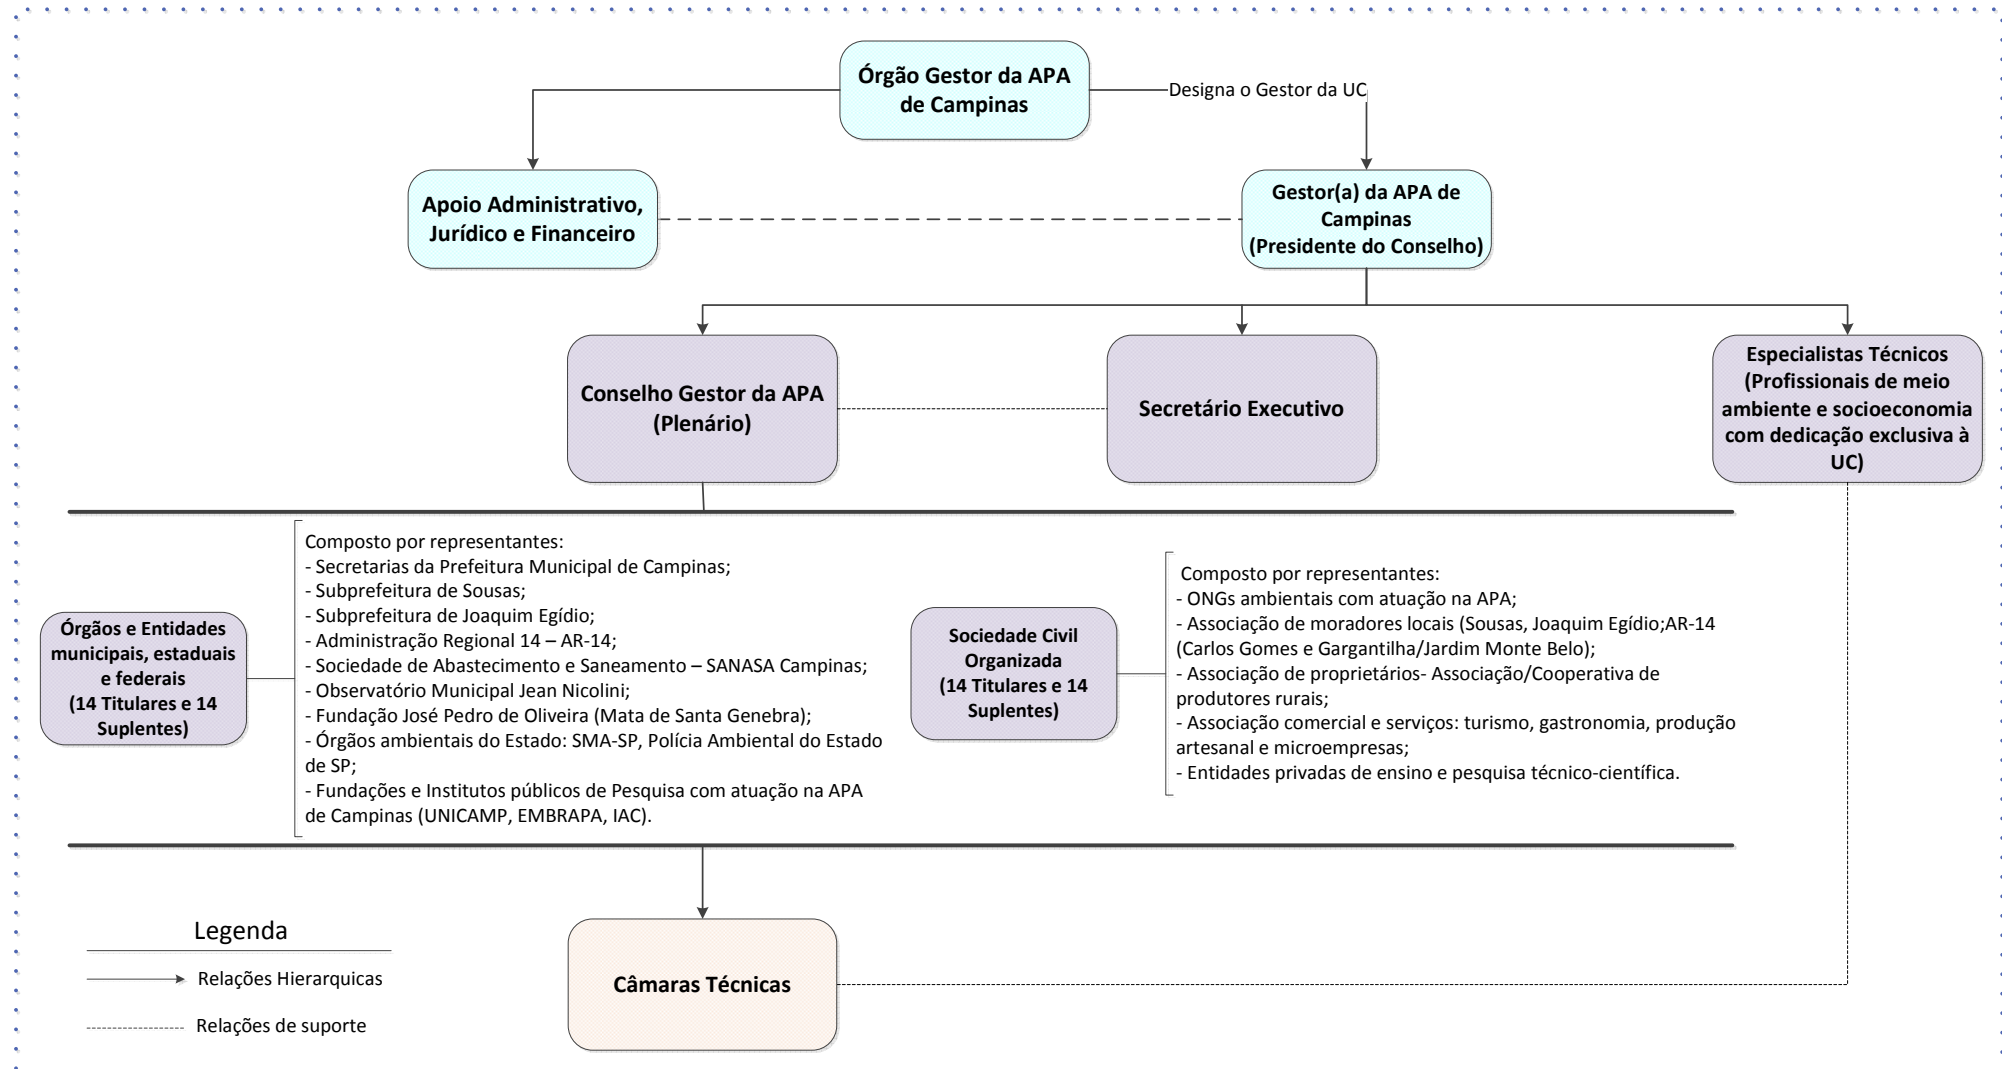 Órgão Gestor da APA
de Campinas
Designa o Gestor da UC
Apoio Administrativo,
Jurídico e Financeiro
Gestor(a) da APA de
Campinas
(Presidente do Conselho)
Conselho Gestor da APA
(Plenário)
Secretário Executivo
Especialistas Técnicos
(Profissionais de meio
ambiente e socioeconomia
com dedicação exclusiva à
UC)
Órgãos e Entidades
municipais, estaduais
e federais
(14 Titulares e 14
Suplentes)
Composto por representantes:
- Secretarias da Prefeitura Municipal de Campinas;
- Subprefeitura de Sousas;
- Subprefeitura de Joaquim Egídio;
- Administração Regional 14 – AR-14;
- Sociedade de Abastecimento e Saneamento – SANASA Campinas;
- Observatório Municipal Jean Nicolini;
- Fundação José Pedro de Oliveira (Mata de Santa Genebra);
- Órgãos ambientais do Estado: SMA-SP, Polícia Ambiental do Estado
de SP;
- Fundações e Institutos públicos de Pesquisa com atuação na APA
de Campinas (UNICAMP, EMBRAPA, IAC).
Sociedade Civil
Organizada
(14 Titulares e 14
Suplentes)
Composto por representantes:
- ONGs ambientais com atuação na APA;
- Associação de moradores locais (Sousas, Joaquim Egídio;AR-14
(Carlos Gomes e Gargantilha/Jardim Monte Belo);
- Associação de proprietários- Associação/Cooperativa de
produtores rurais;
- Associação comercial e serviços: turismo, gastronomia, produção
artesanal e microempresas;
- Entidades privadas de ensino e pesquisa técnico-científica.
Câmaras Técnicas
Legenda
Relações Hierarquicas
Relações de suporte